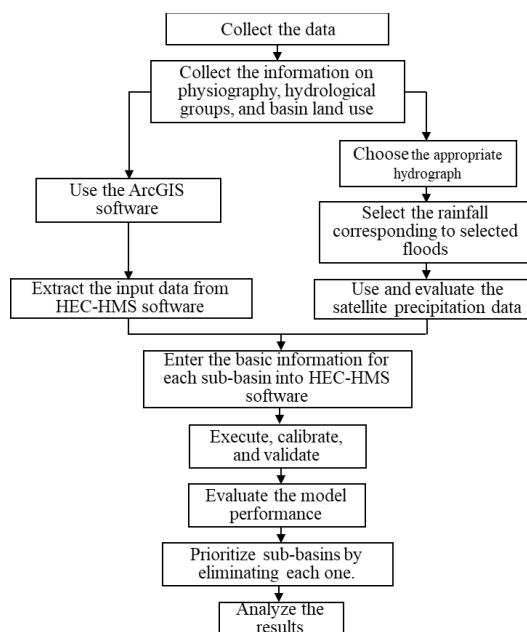 Collect the data
Collect the information on
physiography, hydrological
groups, and basin land use
Choose the appropriate
hydrograph
Use the ArcGIS
software
Select the rainfall
corresponding to selected
floods
Extract the input data from
HEC-HMS software
Use and evaluate the
satellite precipitation data
Enter the basic information for
each sub-basin into HEC-HMS
software
Execute, calibrate,
and validate
Evaluate the model
performance
Prioritize sub-basins by
eliminating each one.
Analyze the
results